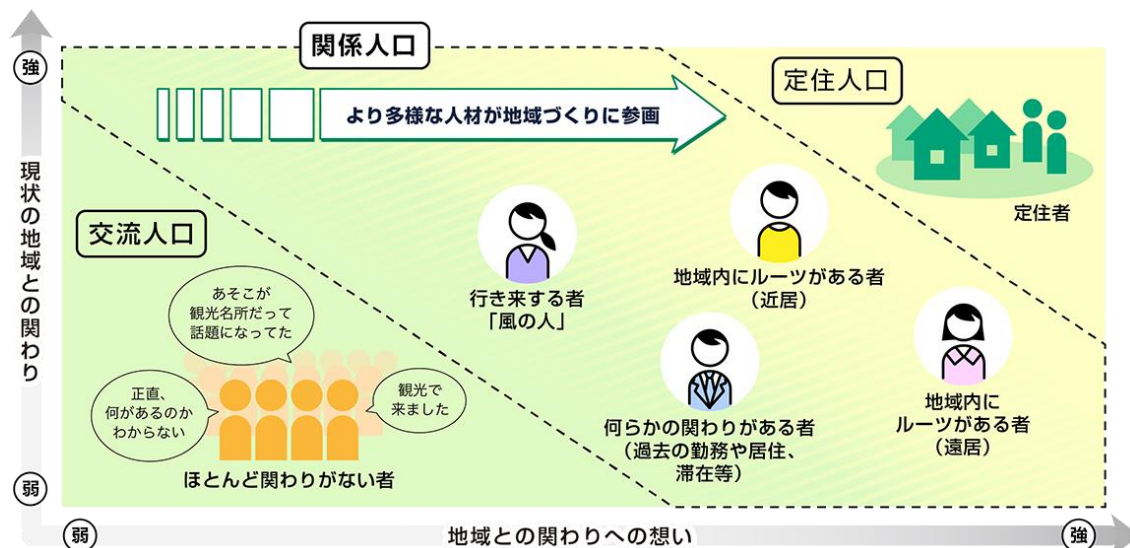 強
現状の地域との関わり
弱
関係人口
より多様な人材が地域づくりに参画
定住人口
定住者
交流人口
あそこが
観光名所だって
話題になってた
正直、
何があるのか
わからない
観光で
来ました
ほとんど関わりがない者
行き来する者
「風の人」
地域内にルーツがある者
（近居）
何らかの関わりがある者
（過去の勤務や居住、
滞在等）
地域内に
ルーツがある者
（遠居）
弱
地域との関わりへの想い
強